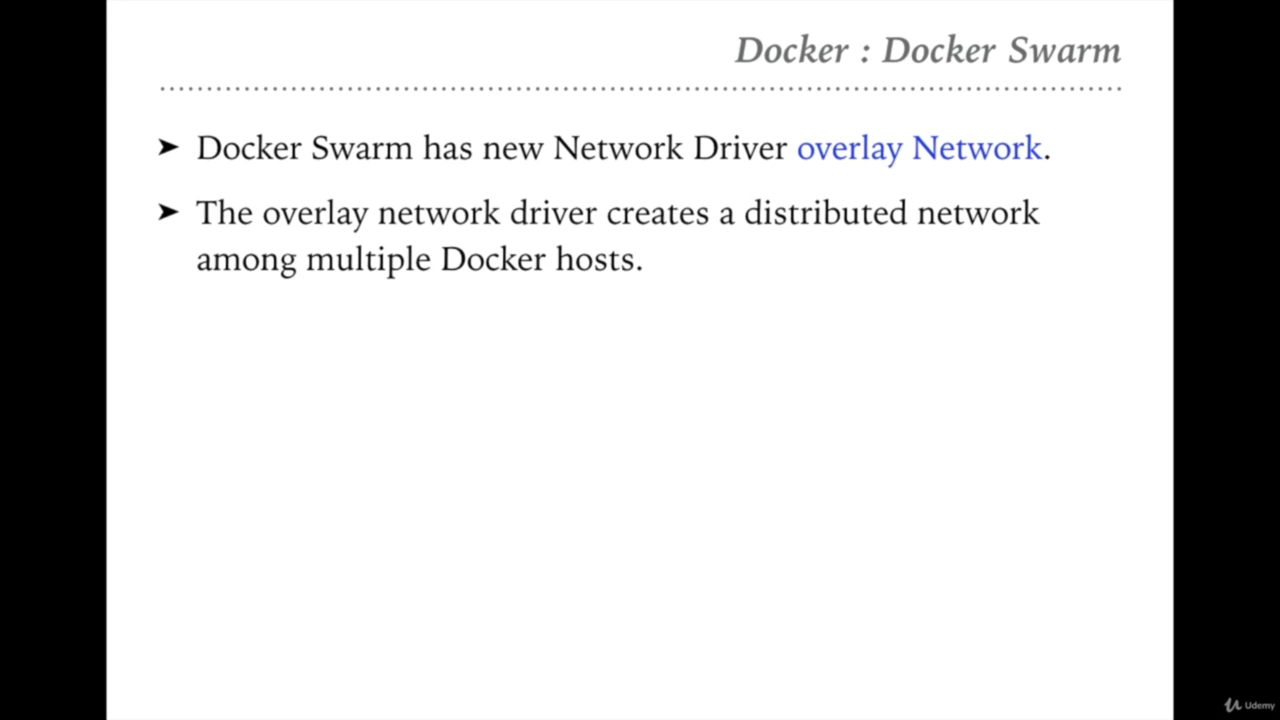 Docker : Docker Swarm
➤ Docker Swarm has new Network Driver overlay Network.
➤ The overlay network driver creates a distributed network
among multiple Docker hosts.
Udemy